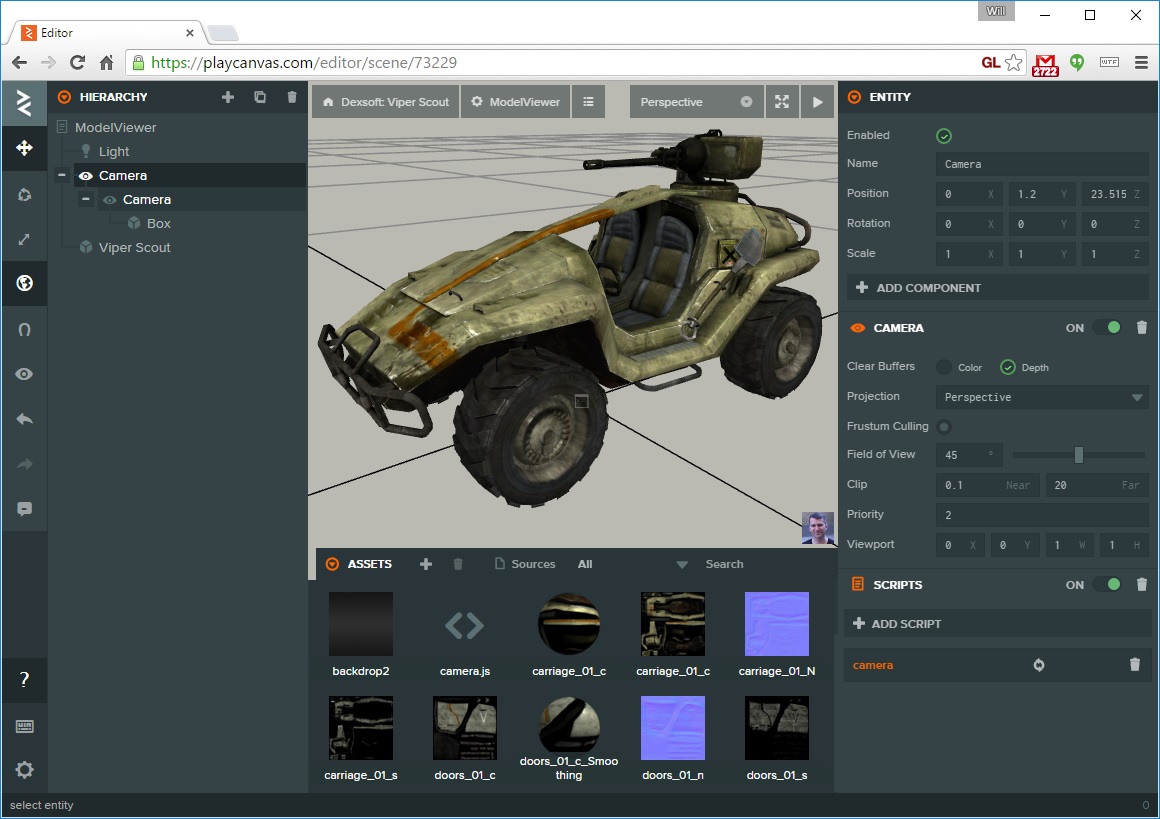 Will
Editor
https://playcanvas.com/editor/scene/73229
GL
2722
WTF
HIERARCHY
ModelViewer
Light
Camera
Camera
Box
Viper Scout
Dexsoft: Viper Scout
ModelViewer
Perspective
ENTITY
Enabled
Name Camera
Position 0 X 1.2 Y 23.515 Z
Rotation 0 X 0 Y 0 Z
Scale 1 X 1 Y 1 Z
ADD COMPONENT
CAMERA ON
Clear Buffers Color Depth
Projection Perspective
Frustum Culling
Field of View 45 °
Clip 0.1 Near 20 Far
Priority 2
Viewport 0 X 0 Y 1 W 1 H
SCRIPTS ON
ADD SCRIPT
camera
ASSETS Sources All Search
backdrop2 camera.js carriage_01_c carriage_01_c carriage_01_N
carriage_01_s doors_01_c doors_01_c_Smoo
thing doors_01_n doors_01_s
?
select entity 0